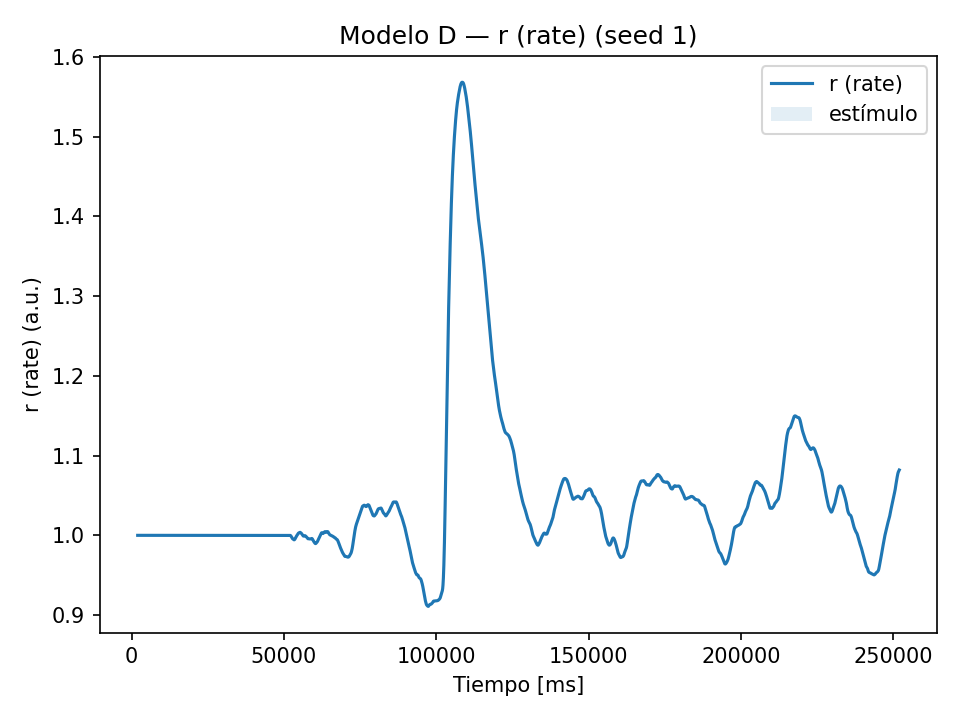 Modelo D — r (rate) (seed 1)
r (rate)
estímulo
r (rate) (a.u.)
1.6
1.5
1.4
1.3
1.2
1.1
1.0
0.9
0
50000
100000
150000
200000
250000
Tiempo [ms]